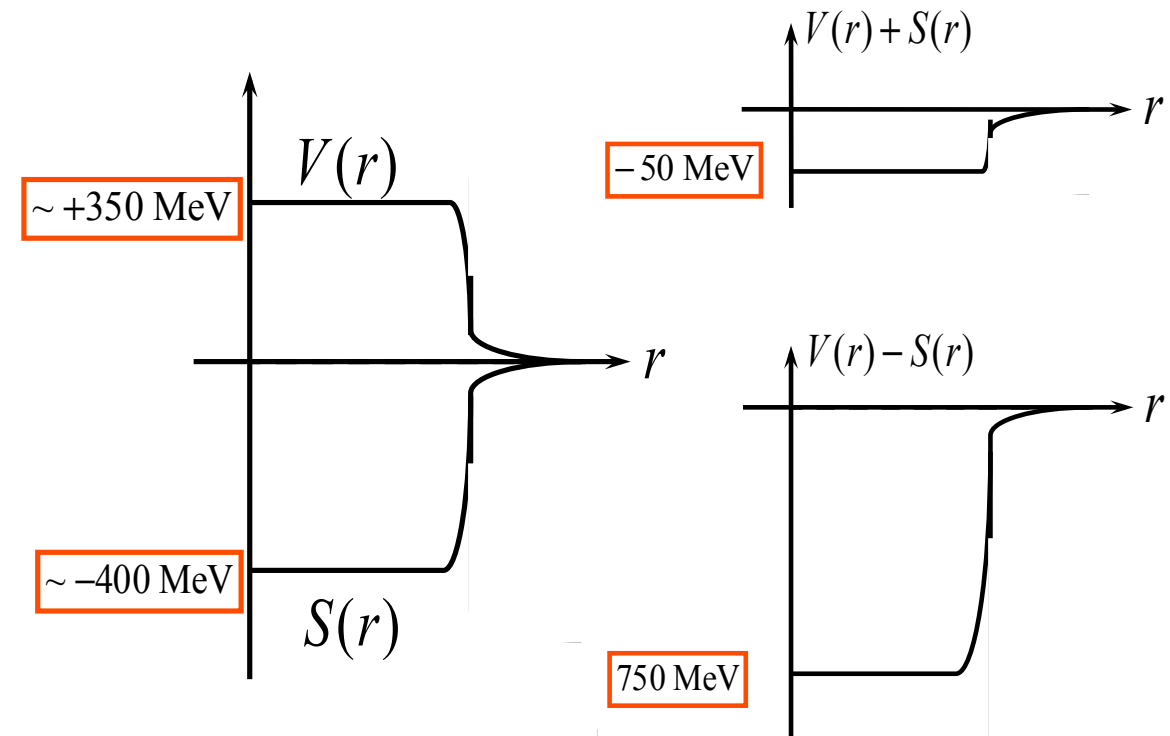 V(r)
~ +350 MeV
r
~ −400 MeV
S(r)
V(r) + S(r)
r
− 50 MeV
V(r) − S(r)
r
750 MeV